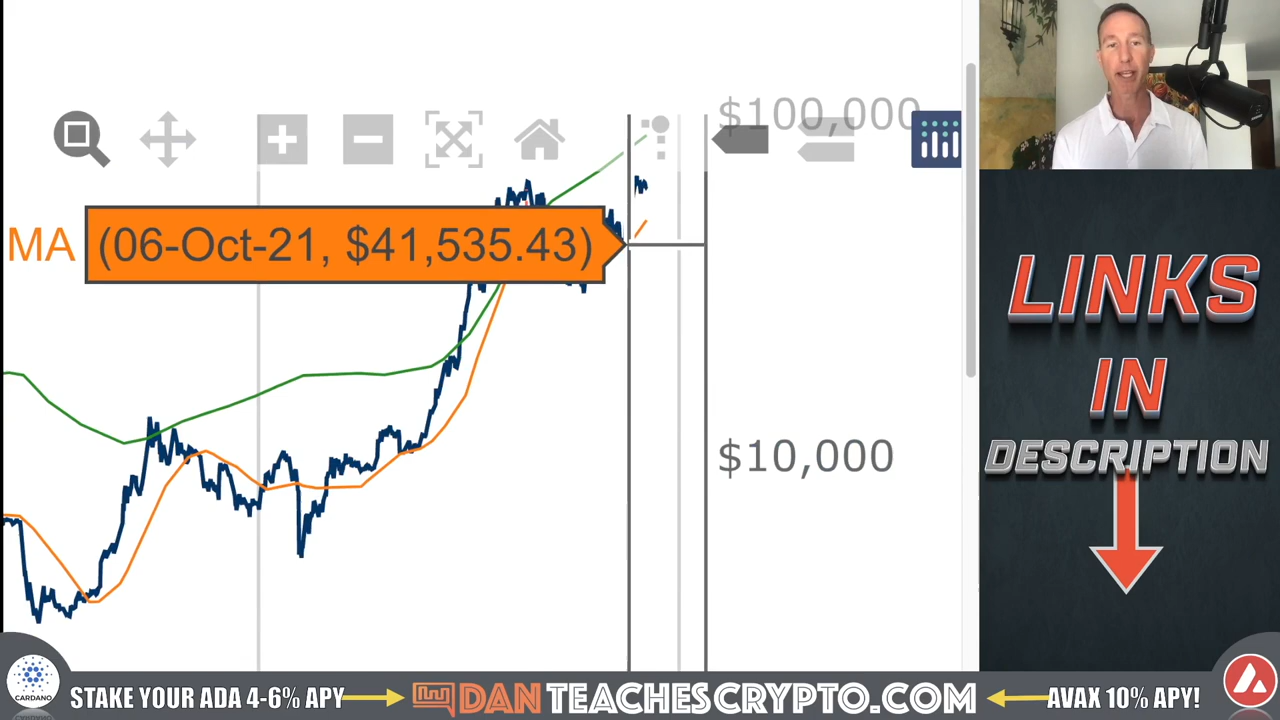 $100,000
MA (06-Oct-21, $41,535.43)
$10,000
LINKS
IN
DESCRIPTION
CARDANO
STAKE YOUR ADA 4-6% APY
DANTEACHESCRYPTO.COM
AVAX 10% APY!